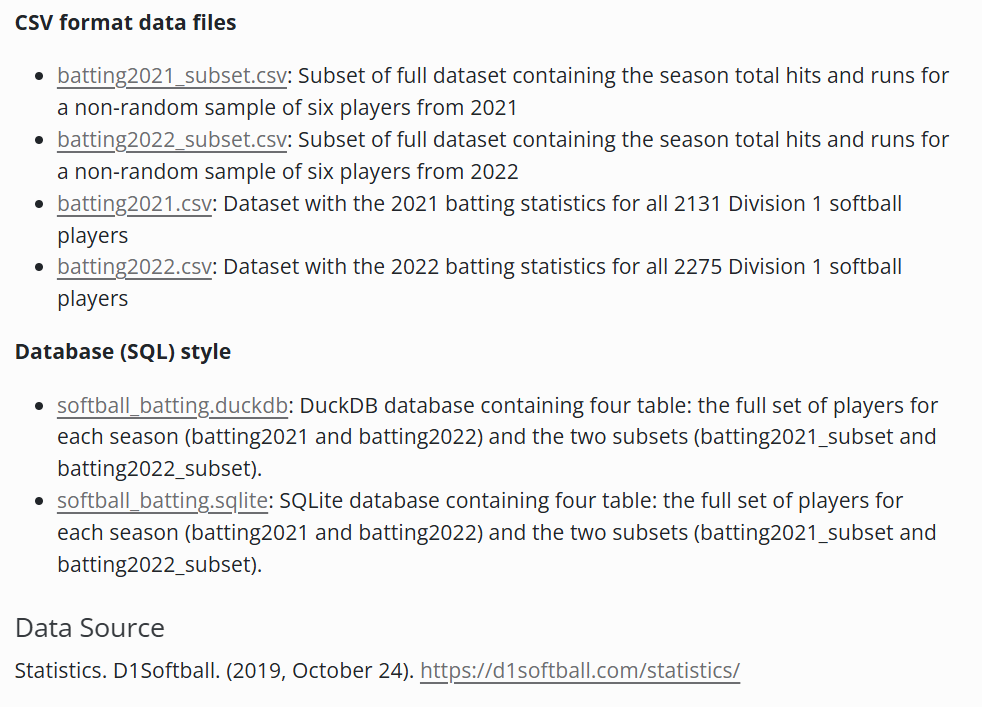 CSV format data files
batting2021_subset.csv: Subset of full dataset containing the season total hits and runs for
a non-random sample of six players from 2021
batting2022_subset.csv: Subset of full dataset containing the season total hits and runs for
a non-random sample of six players from 2022
batting2021.csv: Dataset with the 2021 batting statistics for all 2131 Division 1 softball
players
batting2022.csv: Dataset with the 2022 batting statistics for all 2275 Division 1 softball
players
Database (SQL) style
softball_batting.duckdb: DuckDB database containing four table: the full set of players for
each season (batting2021 and batting2022) and the two subsets (batting2021_subset and
batting2022_subset).
softball_batting.sqlite: SQLite database containing four table: the full set of players for
each season (batting2021 and batting2022) and the two subsets (batting2021_subset and
batting2022_subset).
Data Source
Statistics. D1Softball. (2019, October 24). https://d1softball.com/statistics/